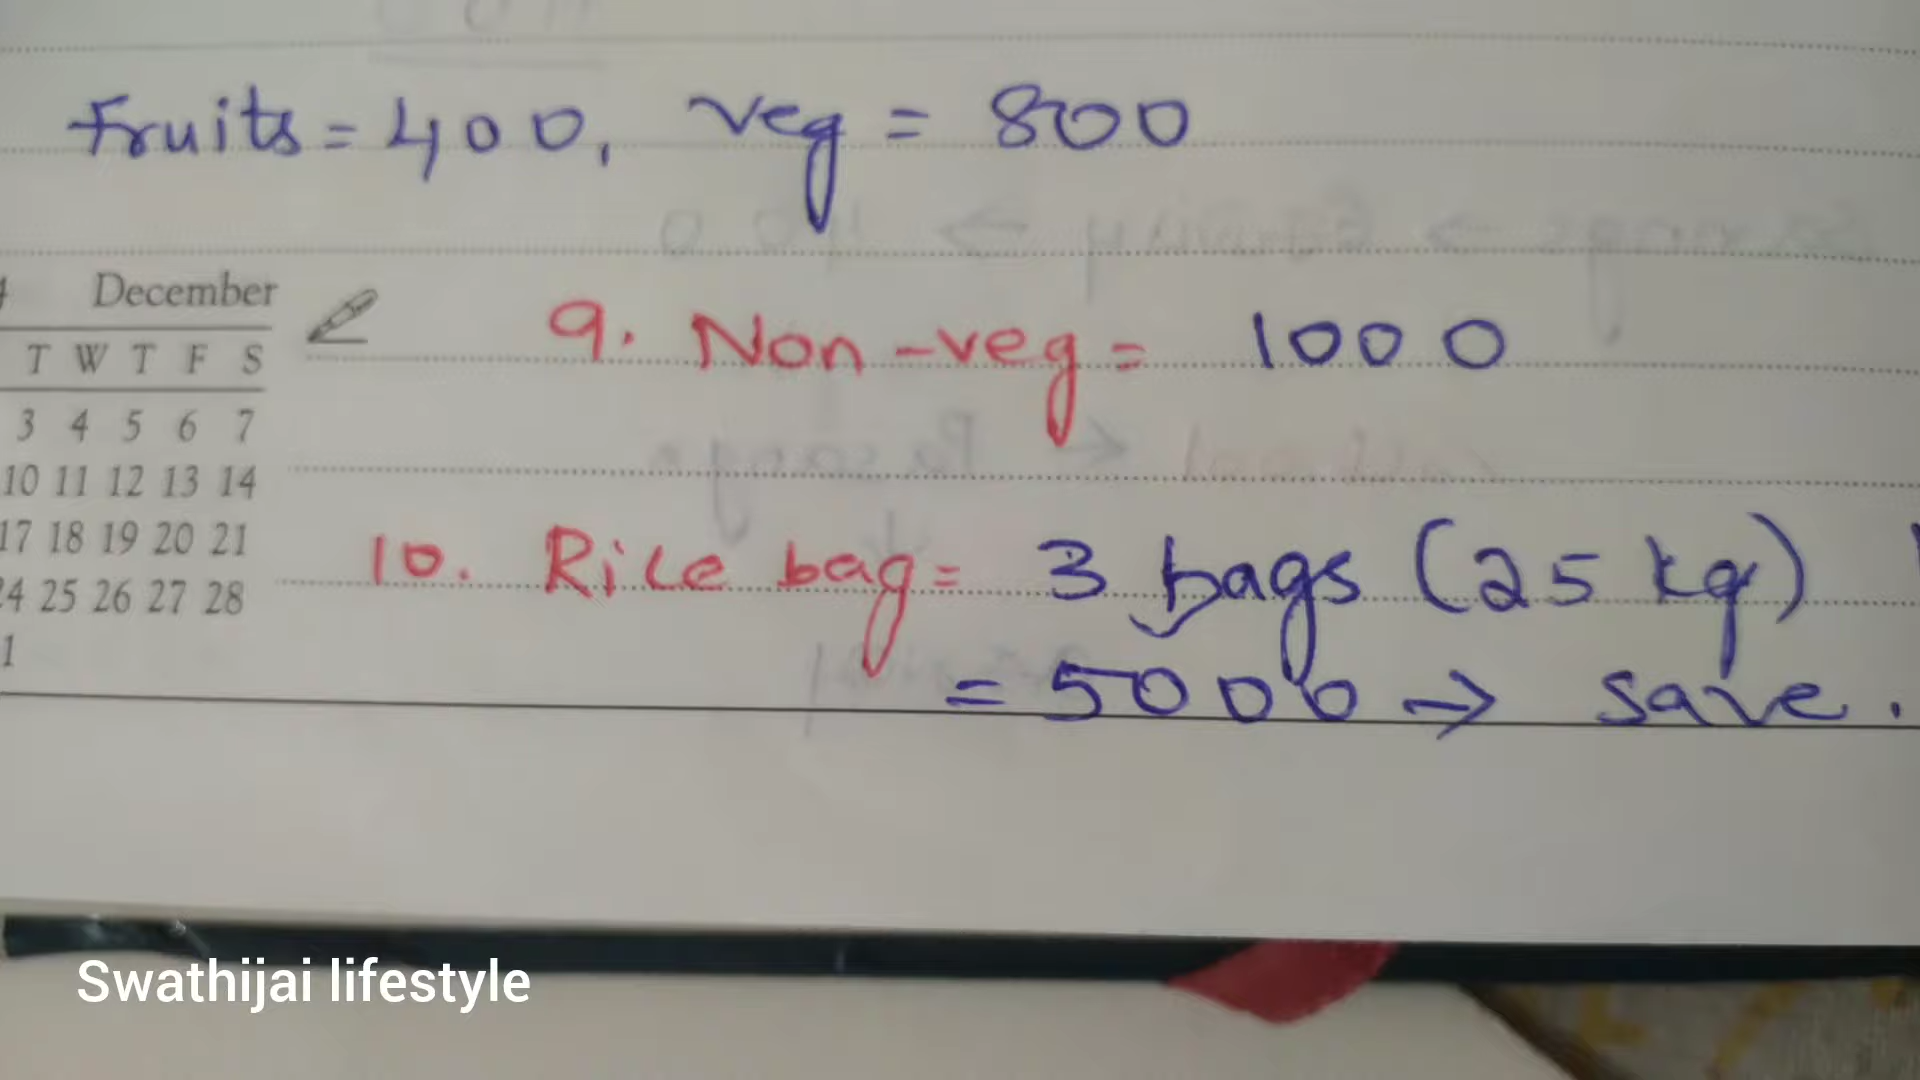 Fruits = 400, veg = 800
9. Non-veg = 1000
10. Rice bag = 3 bags (25 kg)
= 5000 → save.
December
T W T F S
3 4 5 6 7
10 11 12 13 14
17 18 19 20 21
24 25 26 27 28
1
Swathijai lifestyle